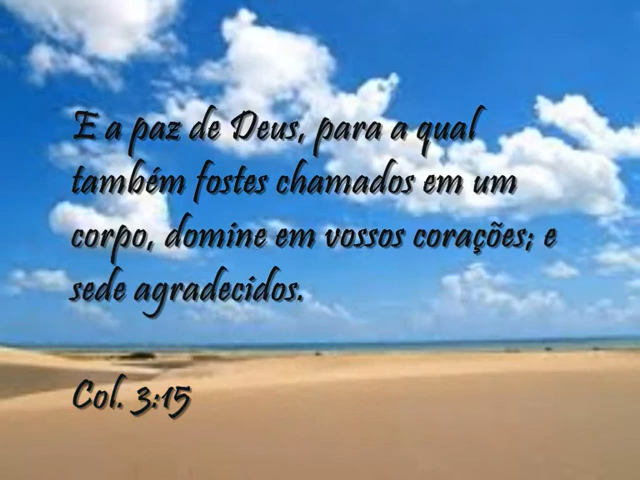 E a paz de Deus, para a qual
também fostes chamados em um
corpo, domine em vossos corações; e
sede agradecidos.
Col. 3:15